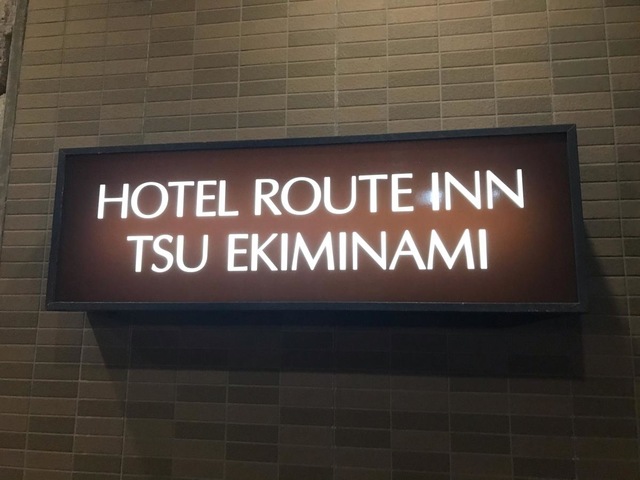 HOTEL ROUTE INN
TSU EKIMINAMI